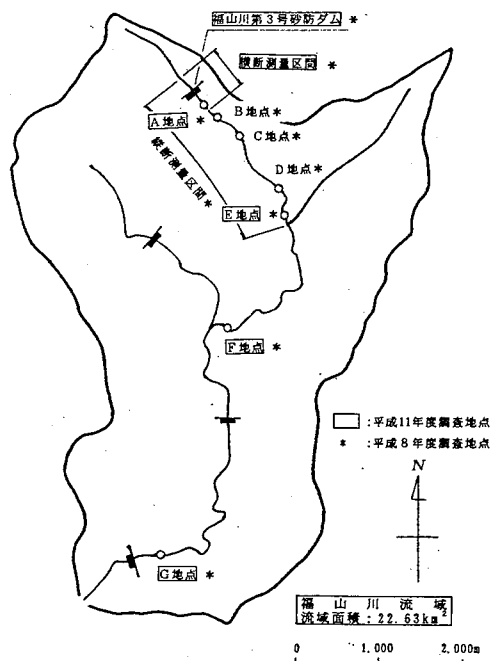 福山川第3号砂防ダム *
横断測量区間 *
A地点 *
B地点 *
C地点 *
D地点 *
縦断測量区間 *
E地点 *
F地点 *
:平成11年度調査地点
* :平成8年度調査地点
N
G地点 *
福山川流域
流域面積:22.63km²
0 1.000 2,000m